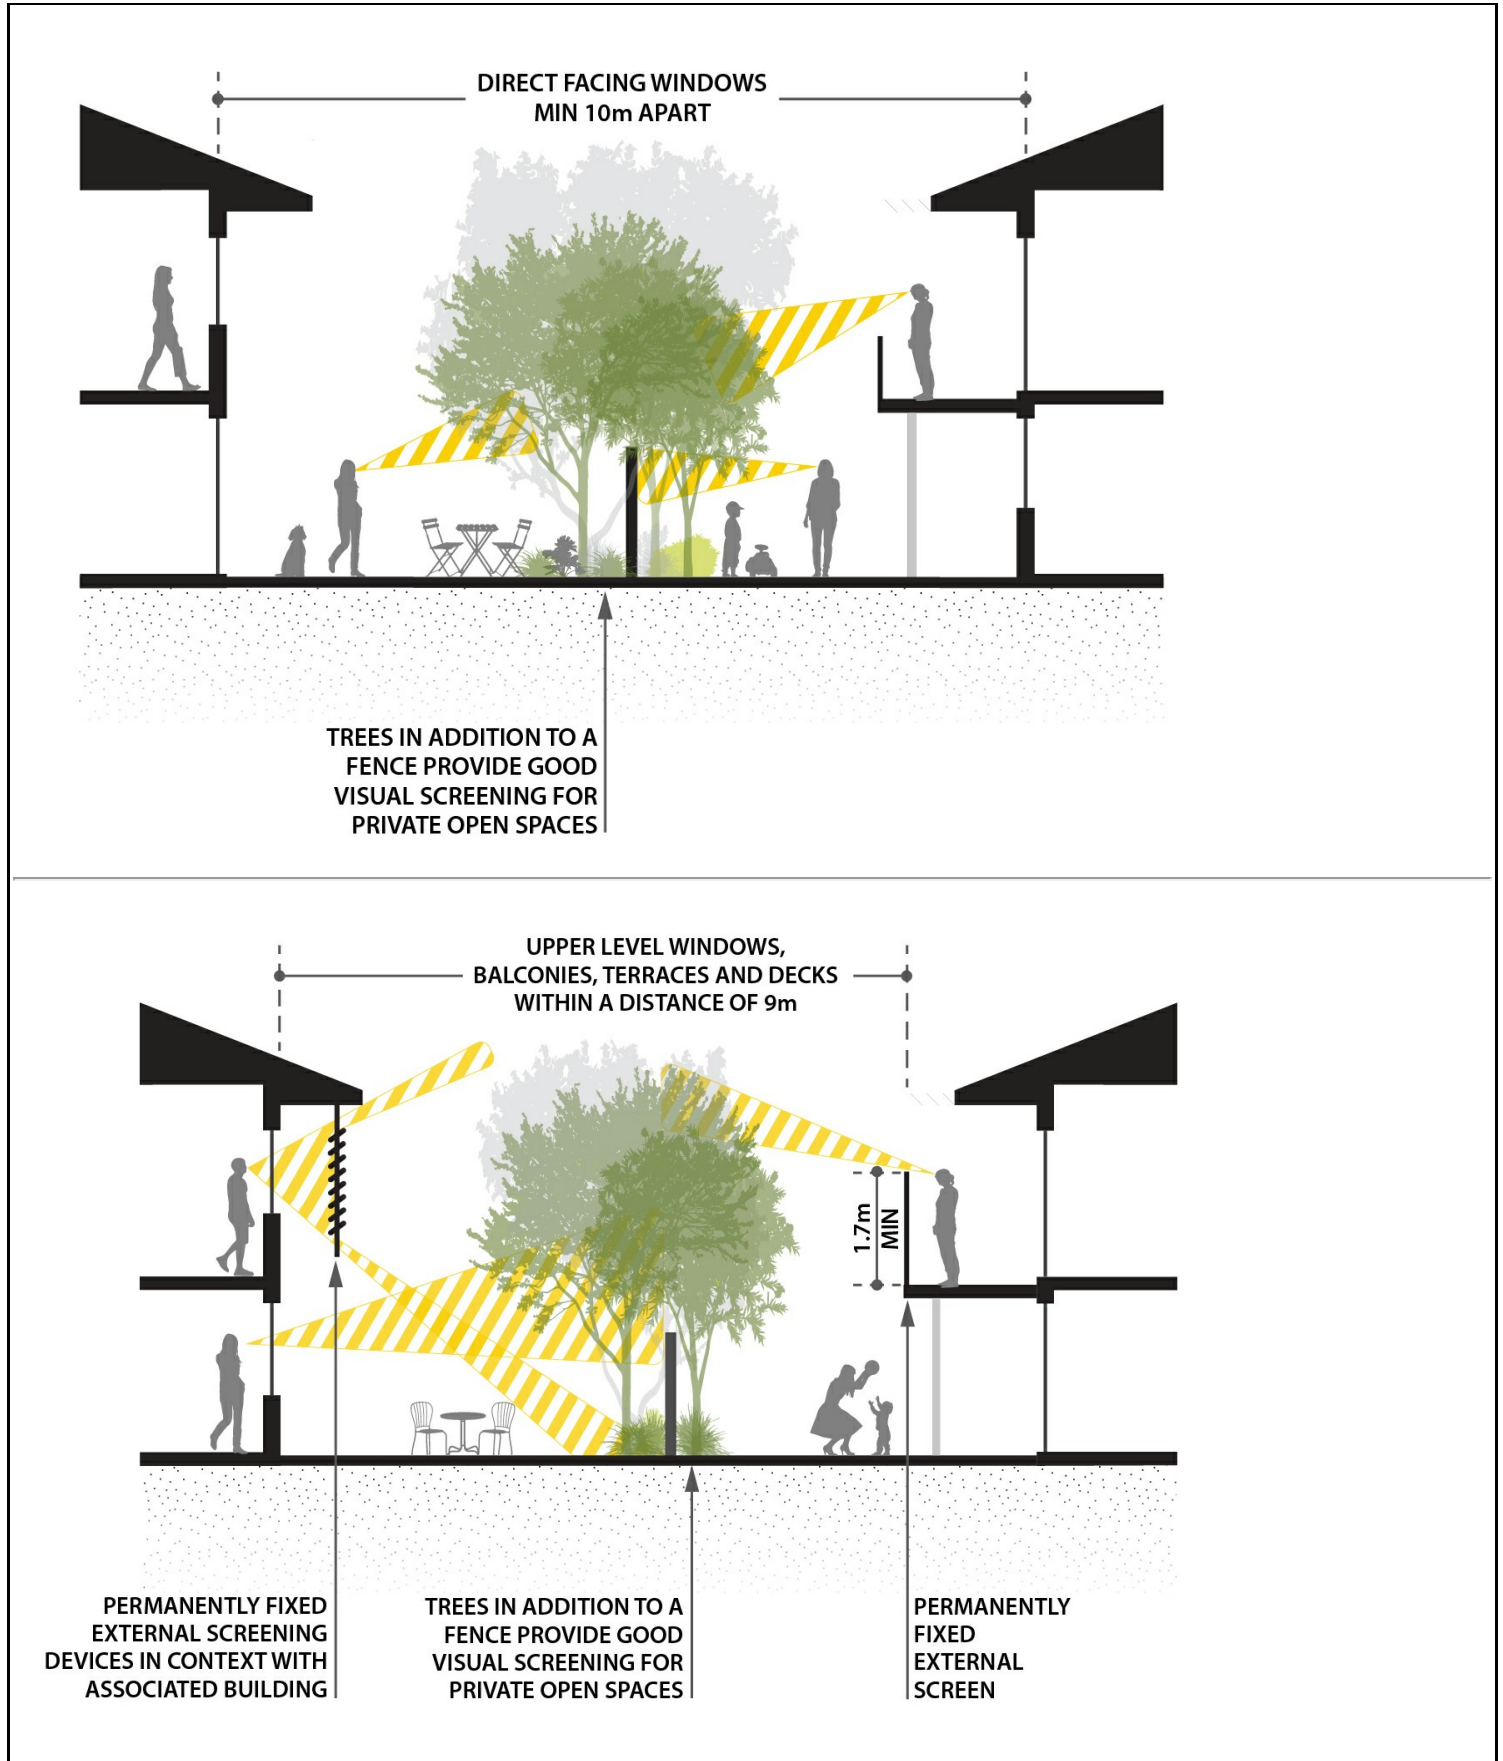 DIRECT FACING WINDOWS
MIN 10m APART
TREES IN ADDITION TO A
FENCE PROVIDE GOOD
VISUAL SCREENING FOR
PRIVATE OPEN SPACES
UPPER LEVEL WINDOWS,
BALCONIES, TERRACES AND DECKS
WITHIN A DISTANCE OF 9m
1.7m
MIN
PERMANENTLY FIXED
EXTERNAL SCREENING
DEVICES IN CONTEXT WITH
ASSOCIATED BUILDING
TREES IN ADDITION TO A
FENCE PROVIDE GOOD
VISUAL SCREENING FOR
PRIVATE OPEN SPACES
PERMANENTLY
FIXED
EXTERNAL
SCREEN